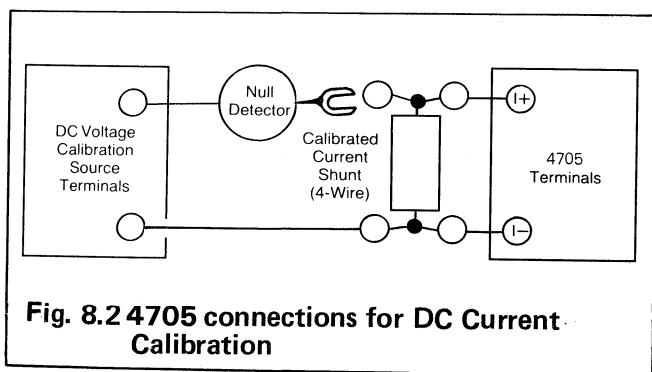 Null
Detector
DC Voltage
Calibration
Source
Terminals
Calibrated
Current
Shunt
(4-Wire)
I+
4705
Terminals
I−
Fig. 8.2 4705 connections for DC Current
Calibration